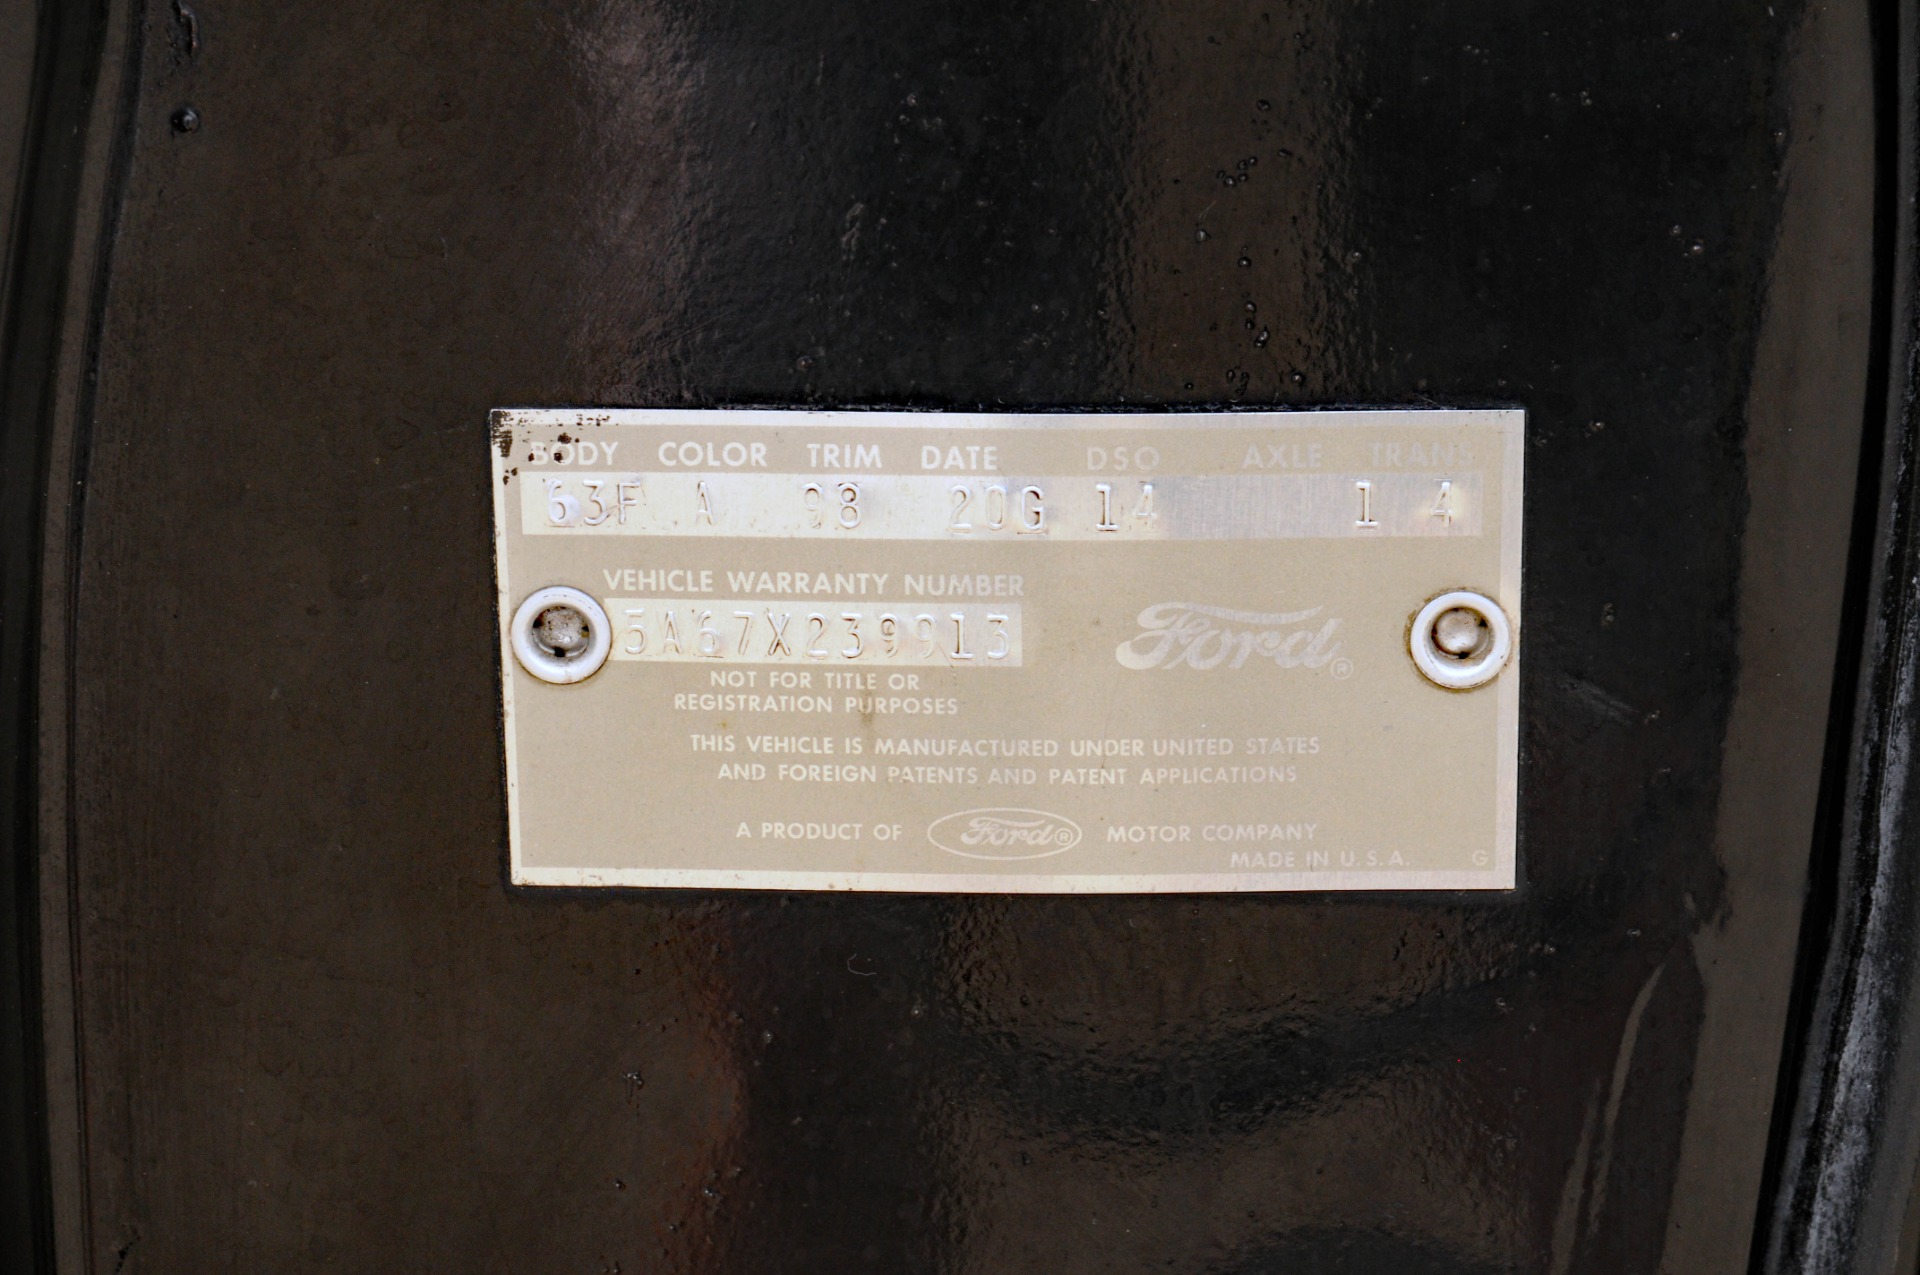 BODY COLOR TRIM DATE DSO AXLE TRANS
63F A 98 20G 14 1 4
VEHICLE WARRANTY NUMBER
5A67X239913
Ford®
NOT FOR TITLE OR
REGISTRATION PURPOSES
THIS VEHICLE IS MANUFACTURED UNDER UNITED STATES
AND FOREIGN PATENTS AND PATENT APPLICATIONS
A PRODUCT OF Ford® MOTOR COMPANY
MADE IN U.S.A. G